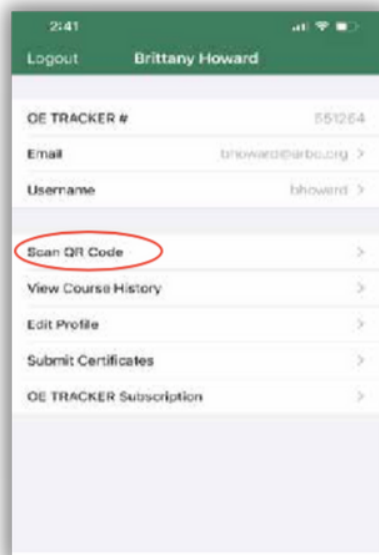 2:41
Logout Brittany Howard
OE TRACKER # 551264
Email bhoward@arbo.org >
Username bhoward >
Scan QR Code >
View Course History >
Edit Profile >
Submit Certificates >
OE TRACKER Subscription >